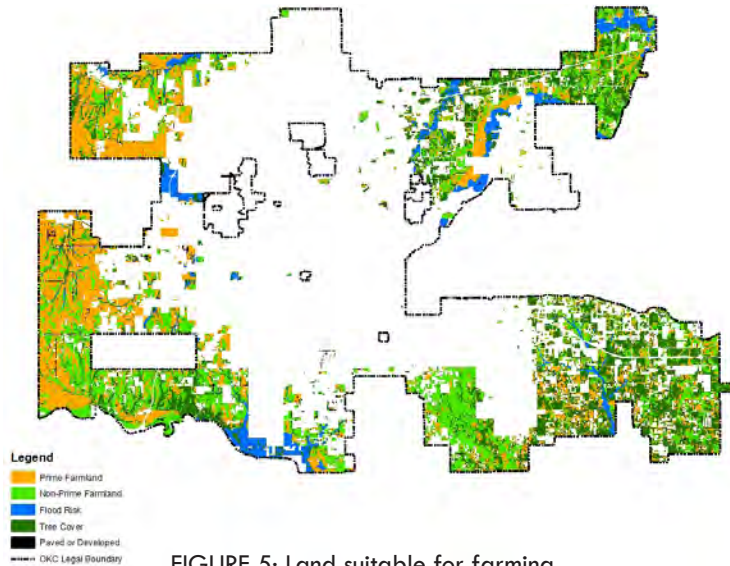 Legend
Prime Farmland
Non-Prime Farmland
Flood Risk
Tree Cover
Paved or Developed
OKC Legal Boundary
FIGURE 5: Land suitable for farming